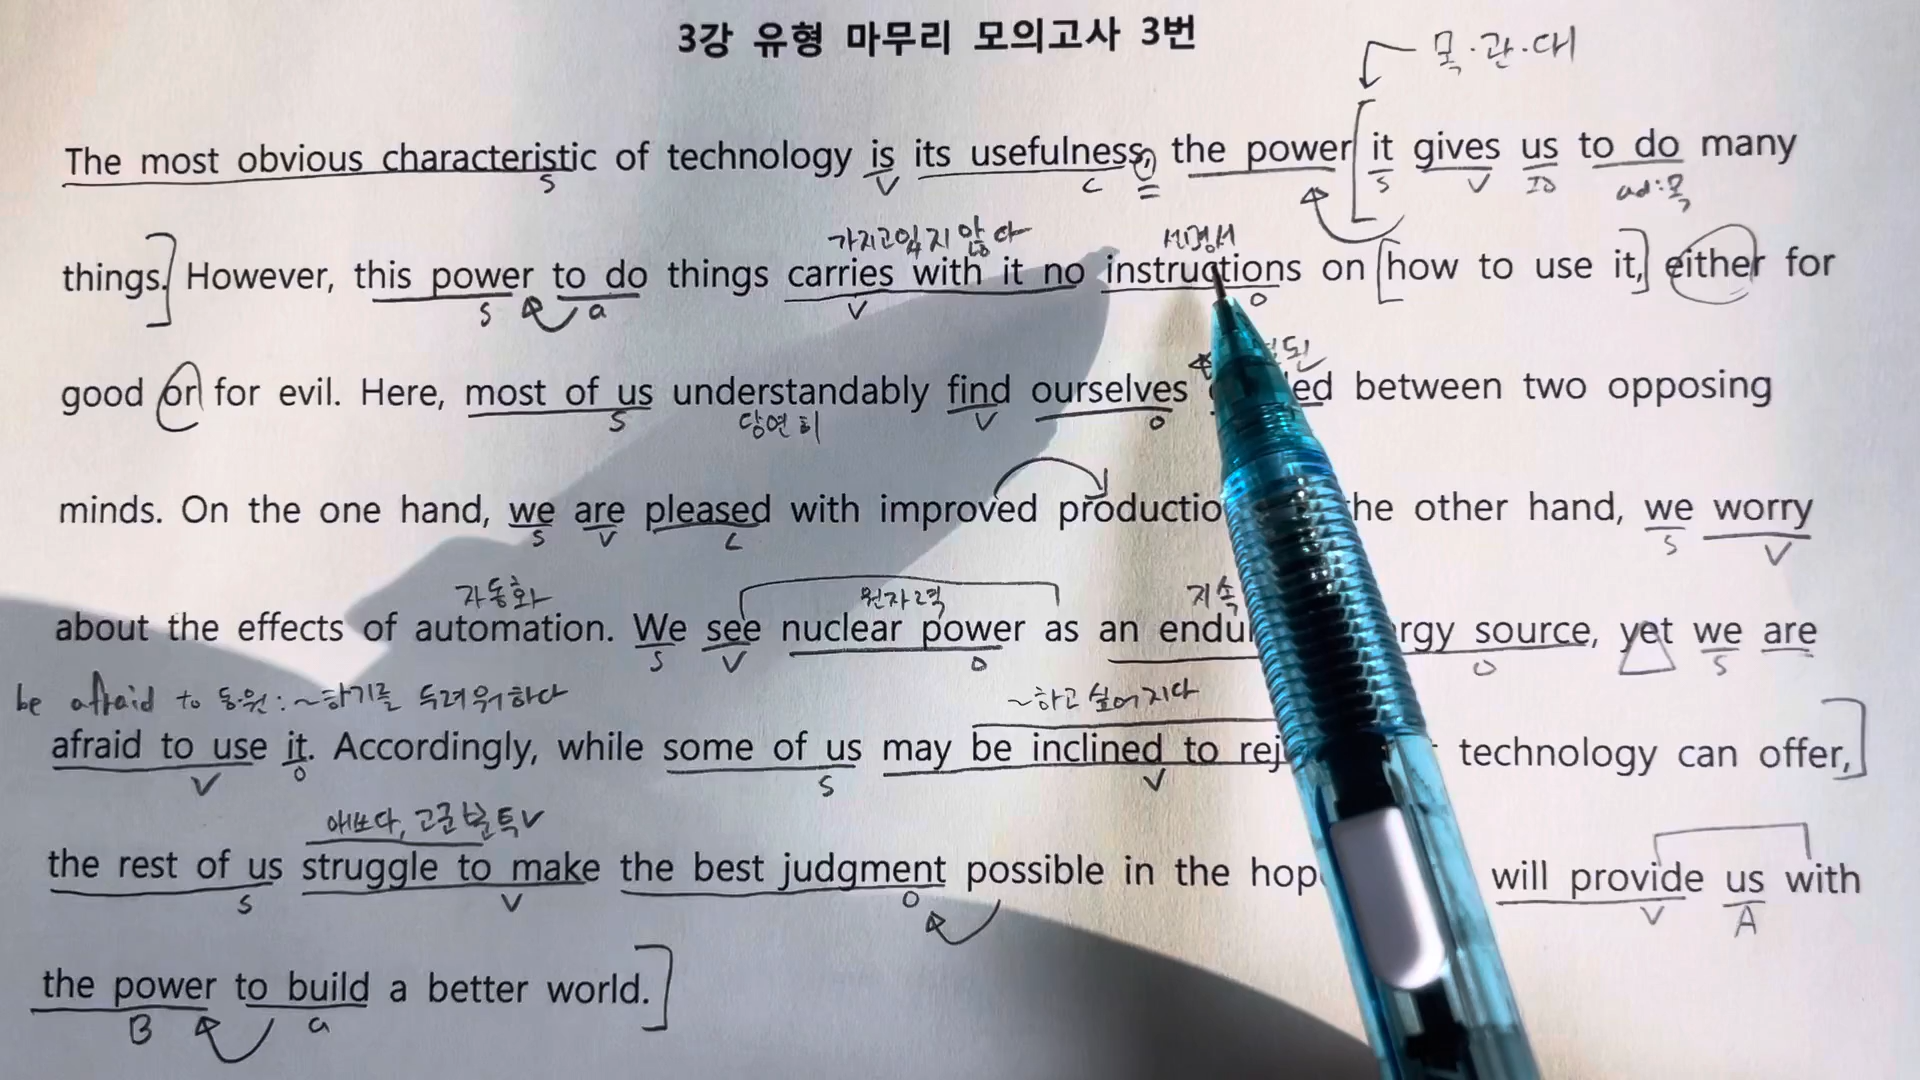 3강 유형 마무리 모의고사 3번
목·관·대
The most obvious characteristic of technology is its usefulness, the power it gives us to do many
S V C S V IO ad:목
가지고있지 않다 설명서
things. However, this power to do things carries with it no instructions on how to use it, either for
S a V O
good or for evil. Here, most of us understandably find ourselves ed between two opposing
S 당연히 V O
minds. On the one hand, we are pleased with improved productio he other hand, we worry
S V C S V
자동화 원자력 지속
about the effects of automation. We see nuclear power as an endu rgy source, yet we are
S V O O S
be afraid to 동원: ~하기를 두려워하다 ~하고 싶어지다
afraid to use it. Accordingly, while some of us may be inclined to rej technology can offer,
V O S V
애쓰다, 고군분투V
the rest of us struggle to make the best judgment possible in the hop will provide us with
S V O V A
the power to build a better world.
B a